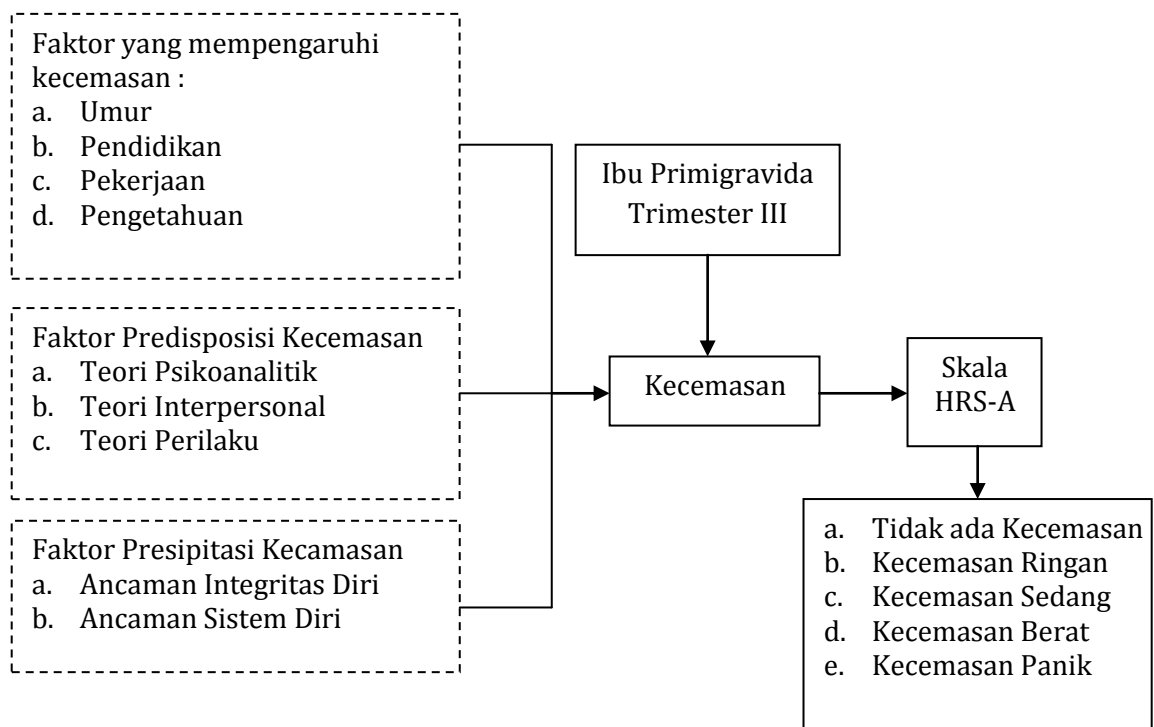 Faktor yang mempengaruhi
kecemasan :
a. Umur
b. Pendidikan
c. Pekerjaan
d. Pengetahuan
Faktor Predisposisi Kecemasan
a. Teori Psikoanalitik
b. Teori Interpersonal
c. Teori Perilaku
Faktor Presipitasi Kecamasan
a. Ancaman Integritas Diri
b. Ancaman Sistem Diri
Ibu Primigravida
Trimester III
Kecemasan
Skala
HRS-A
a. Tidak ada Kecemasan
b. Kecemasan Ringan
c. Kecemasan Sedang
d. Kecemasan Berat
e. Kecemasan Panik